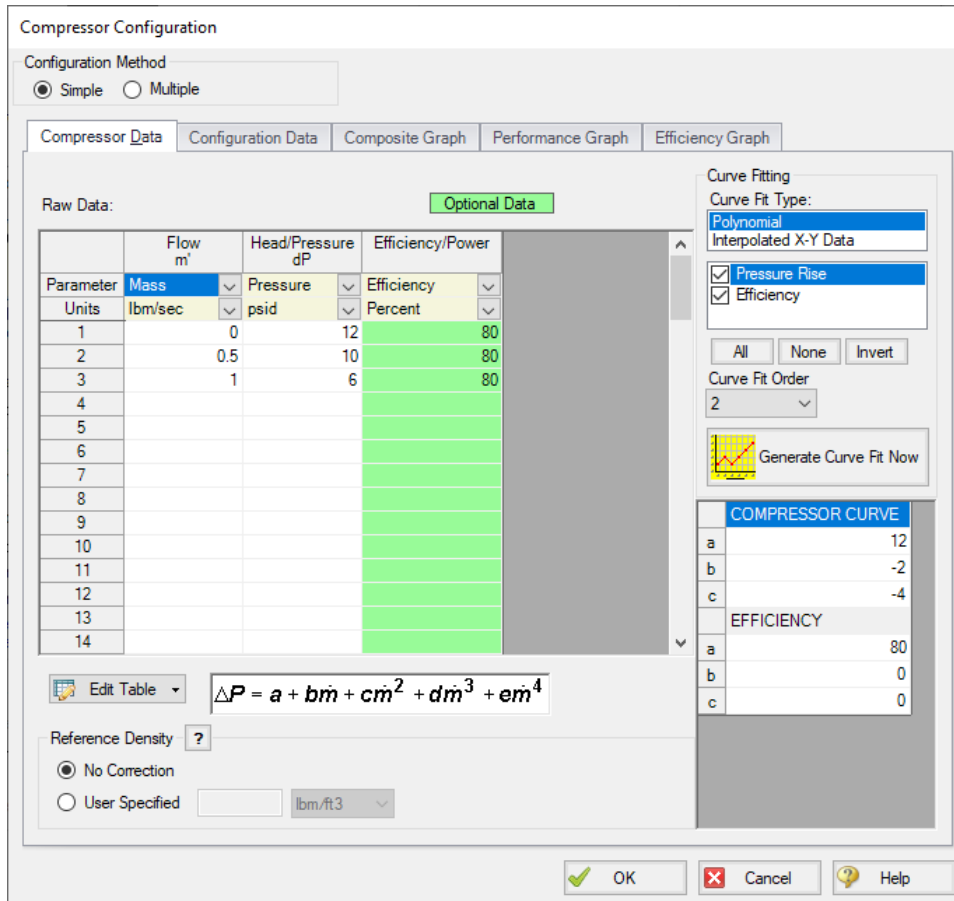 Compressor Configuration
Configuration Method
Simple Multiple
Compressor Data Configuration Data Composite Graph Performance Graph Efficiency Graph
Raw Data: Optional Data
Flow Head/Pressure Efficiency/Power
m' dP
Parameter Mass Pressure Efficiency
Units lbm/sec psid Percent
1 0 12 80
2 0.5 10 80
3 1 6 80
4
5
6
7
8
9
10
11
12
13
14
Edit Table
△P = a + bṁ + cṁ² + dṁ³ + eṁ⁴
Reference Density ?
No Correction
User Specified lbm/ft3
Curve Fitting
Curve Fit Type:
Polynomial
Interpolated X-Y Data
Pressure Rise
Efficiency
All None Invert
Curve Fit Order
2
Generate Curve Fit Now
COMPRESSOR CURVE
a 12
b -2
c -4
EFFICIENCY
a 80
b 0
c 0
OK Cancel Help